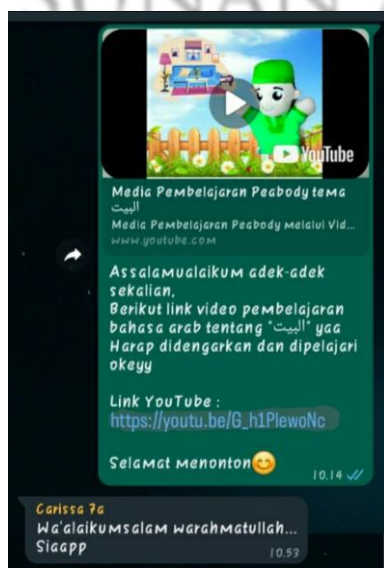 YouTube
Media Pembelajaran Peabody tema
البيت
Media Pembelajaran Peabody melalui Vid...
www.youtube.com
Assalamualaikum adek-adek
sekalian,
Berikut link video pembelajaran
bahasa arab tentang "البيت" yaa
Harap didengarkan dan dipelajari
okeyy
Link YouTube :
https://youtu.be/G_h1PlewoNc
Selamat menonton😊
10.14
Carissa 7a
Wa'alaikumsalam warahmatullah...
Siaapp
10.53